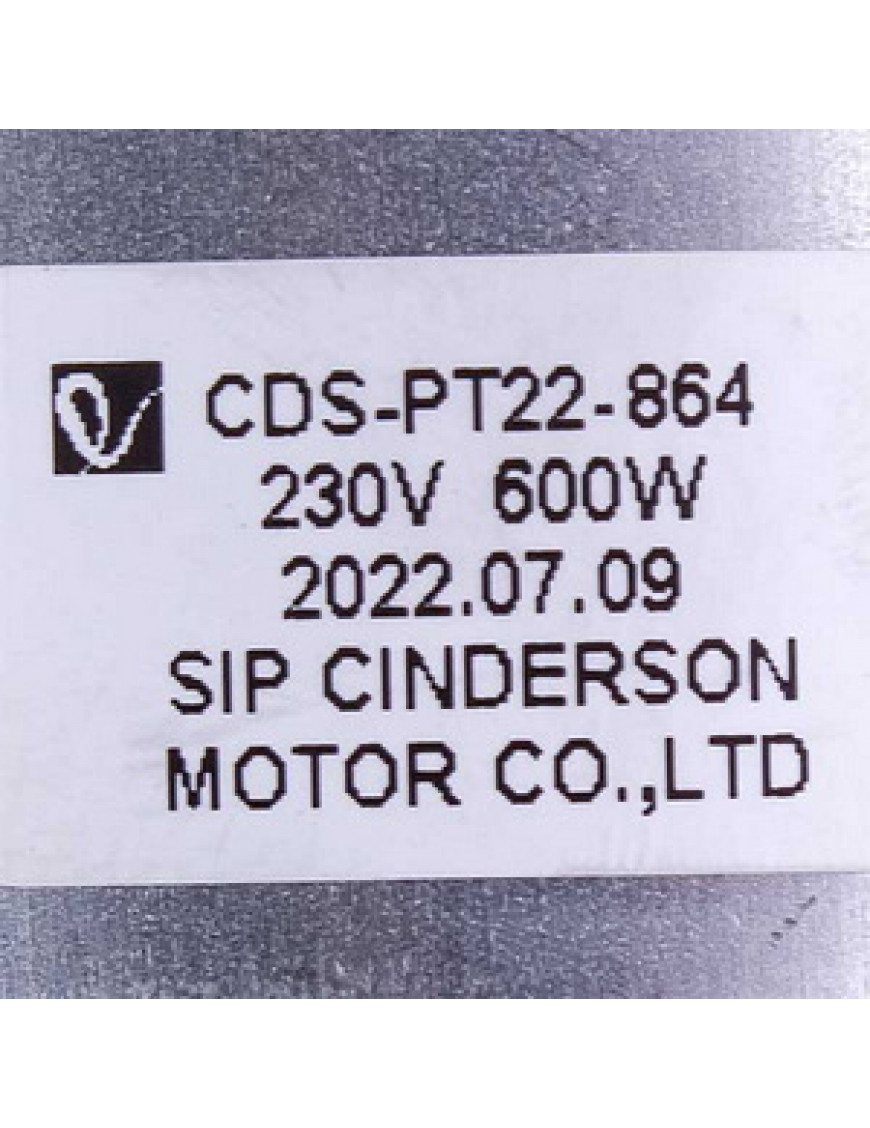 CDS-PT22-864
230V 600W
2022.07.09
SIP CINDERSON
MOTOR CO.,LTD